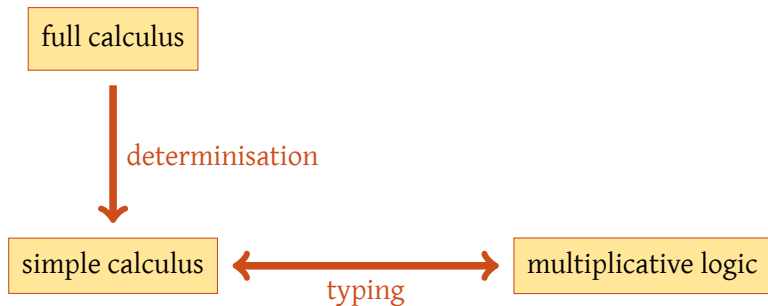 full calculus
determinisation
simple calculus
typing
multiplicative logic